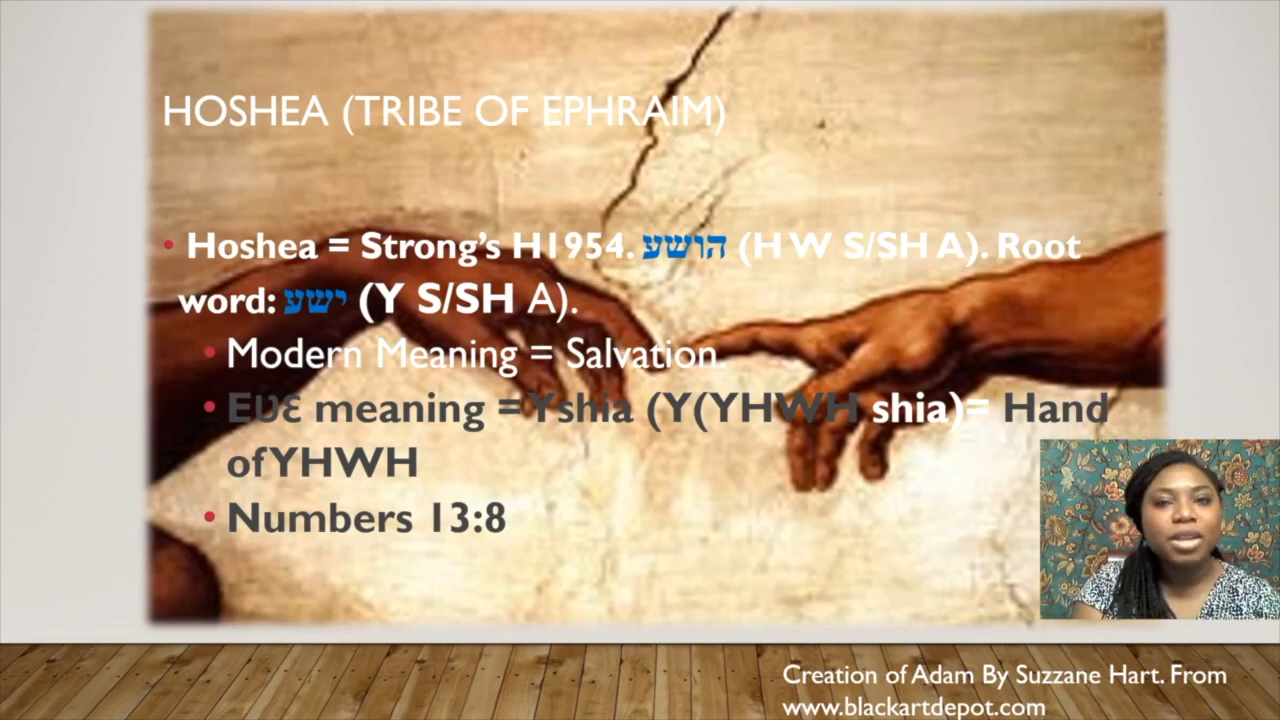 HOSHEA (TRIBE OF EPHRAIM)
• Hoshea = Strong’s H1954. הושע (H W S/SH A). Root
word: ישע (Y S/SH A).
• Modern Meaning = Salvation.
• Eʋɛ meaning = Yshia (Y(YHWH shia)= Hand
of YHWH
• Numbers 13:8
Creation of Adam By Suzzane Hart. From
www.blackartdepot.com